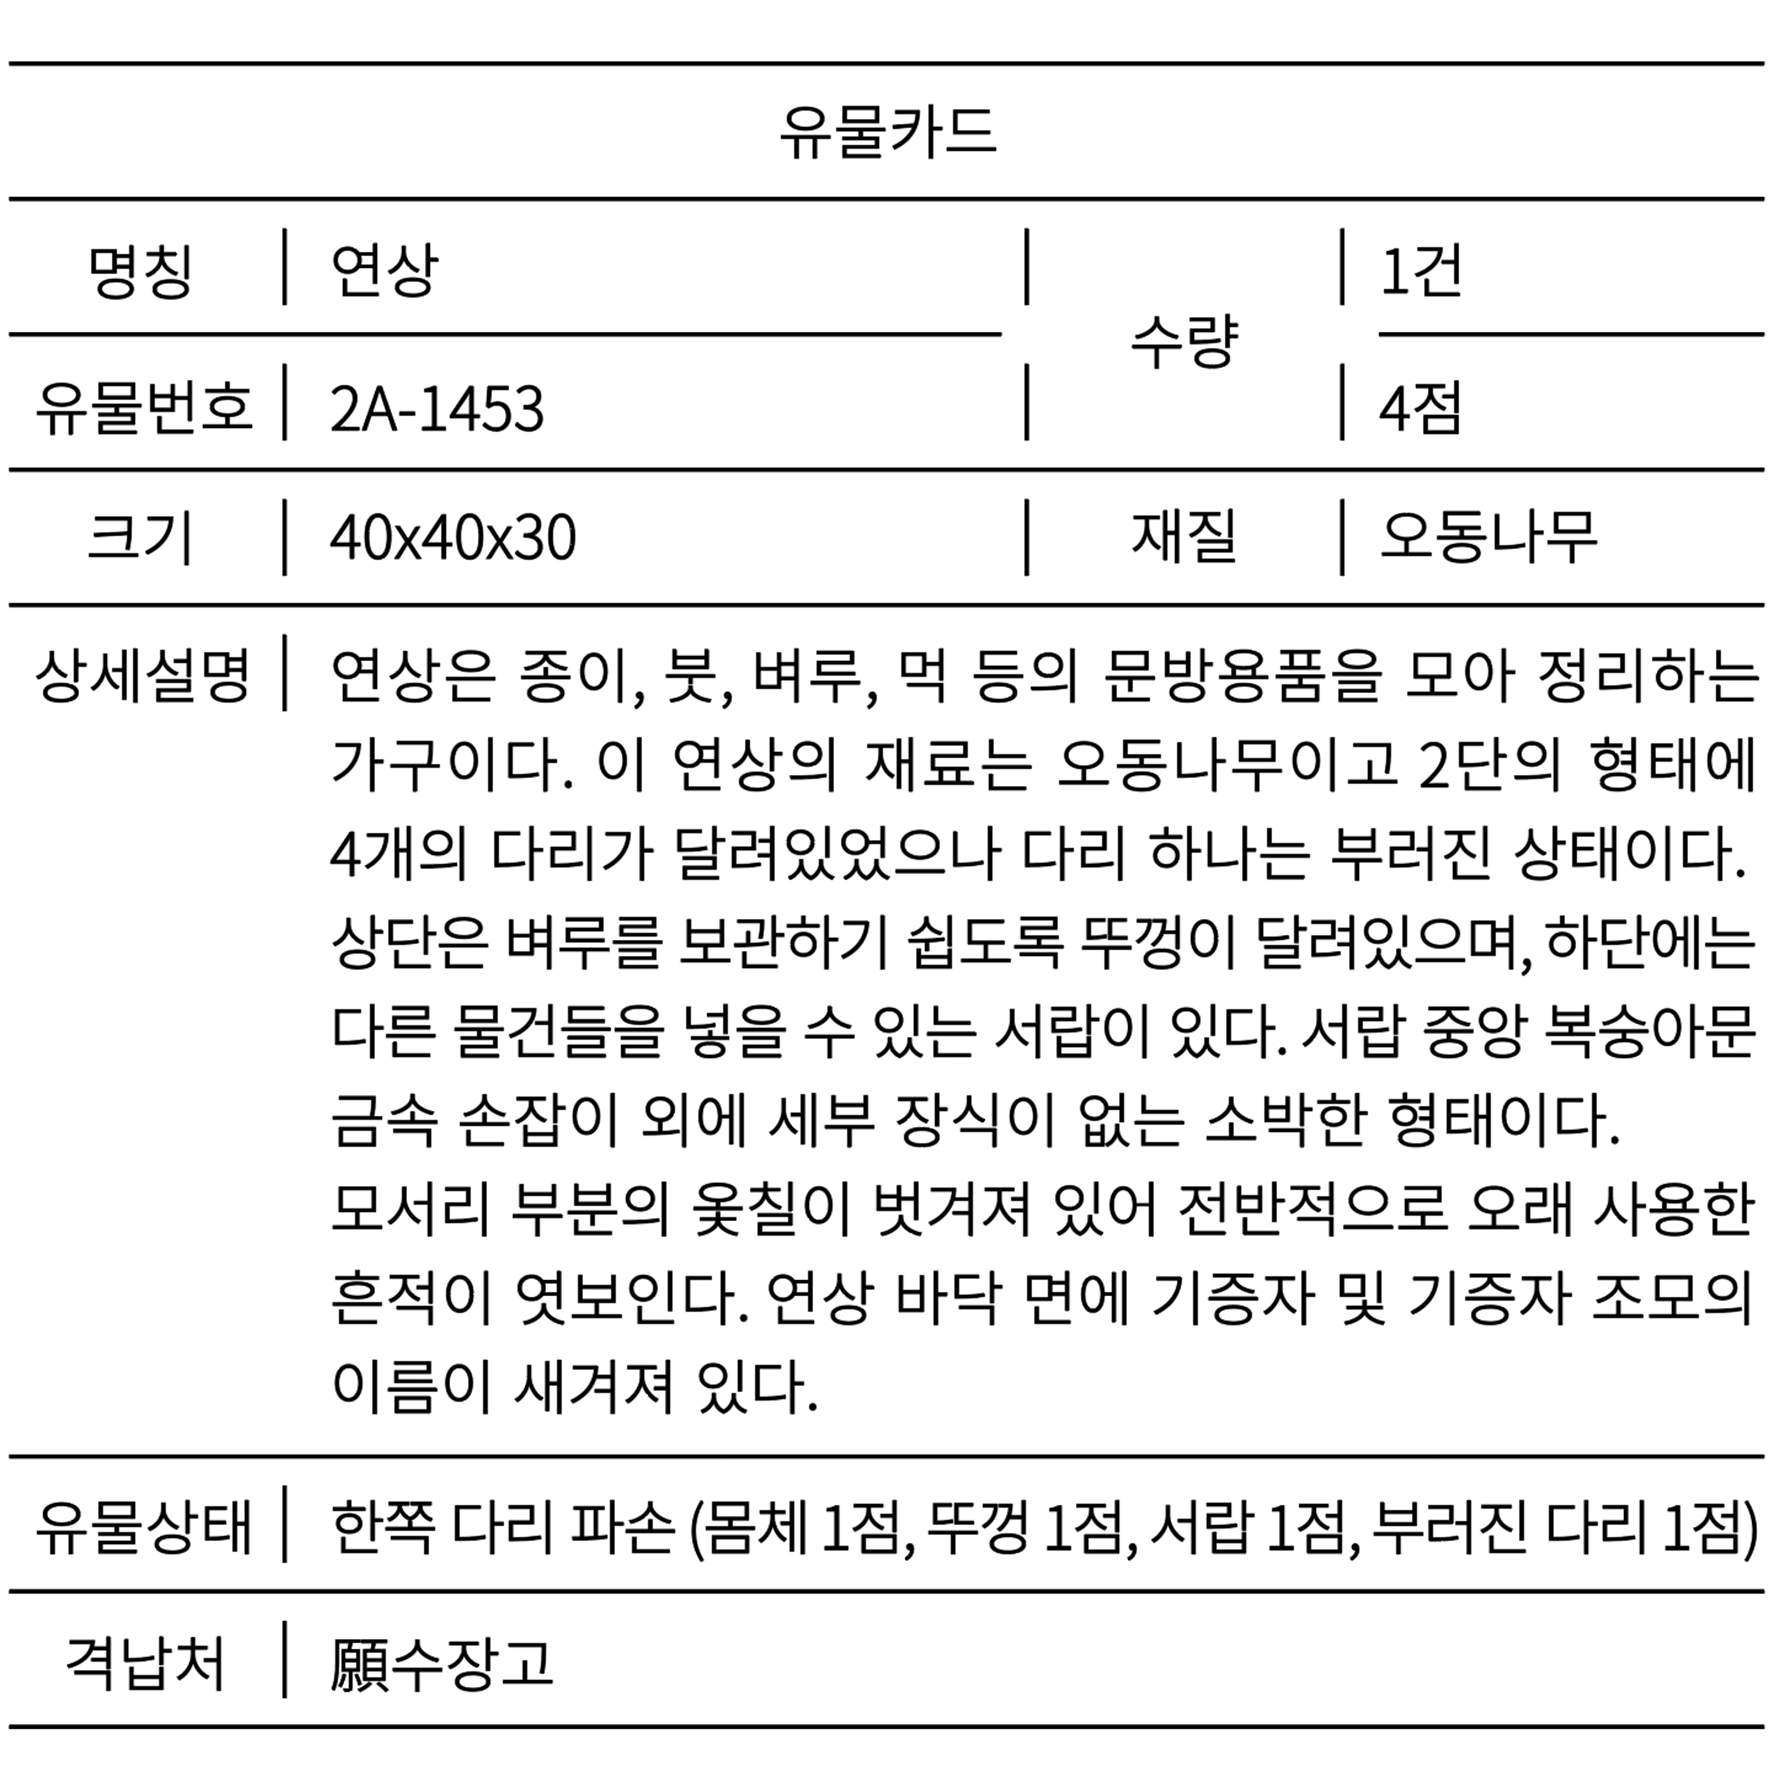 유물카드
명칭 연상 수량 1건
유물번호 2A-1453 4점
크기 40x40x30 재질 오동나무
상세설명 연상은 종이, 붓, 벼루, 먹 등의 문방용품을 모아 정리하는
가구이다. 이 연상의 재료는 오동나무이고 2단의 형태에
4개의 다리가 달려있었으나 다리 하나는 부러진 상태이다.
상단은 벼루를 보관하기 쉽도록 뚜껑이 달려있으며, 하단에는
다른 물건들을 넣을 수 있는 서랍이 있다. 서랍 중앙 복숭아문
금속 손잡이 외에 세부 장식이 없는 소박한 형태이다.
모서리 부분의 옻칠이 벗겨져 있어 전반적으로 오래 사용한
흔적이 엿보인다. 연상 바닥 면에 기증자 및 기증자 조모의
이름이 새겨져 있다.
유물상태 한쪽 다리 파손 (몸체 1점, 뚜껑 1점, 서랍 1점, 부러진 다리 1점)
격납처 願수장고